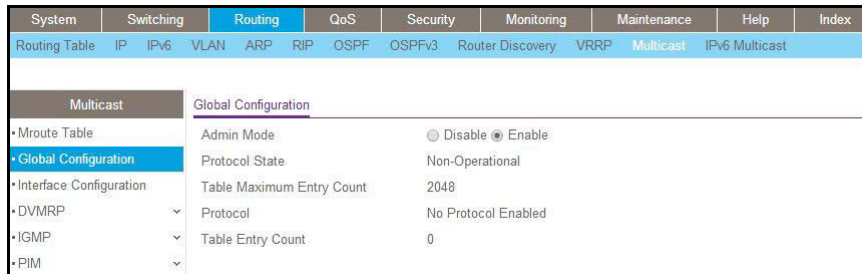 System Switching Routing QoS Security Monitoring Maintenance Help Index
Routing Table IP IPv6 VLAN ARP RIP OSPF OSPFv3 Router Discovery VRRP Multicast IPv6 Multicast
Multicast
Mroute Table
Global Configuration
Interface Configuration
DVMRP
IGMP
PIM
Global Configuration
Admin Mode Disable Enable
Protocol State Non-Operational
Table Maximum Entry Count 2048
Protocol No Protocol Enabled
Table Entry Count 0